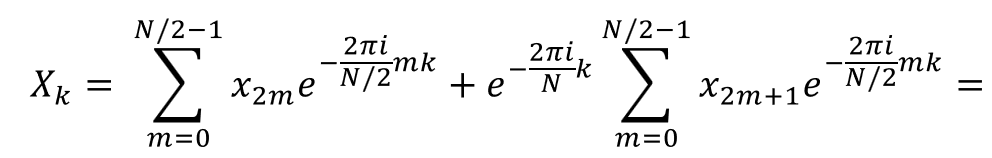 X_k = \sum_{m=0}^{N/2-1} x_{2m} e^{-\frac{2\pi i}{N/2}mk} + e^{-\frac{2\pi i}{N}k} \sum_{m=0}^{N/2-1} x_{2m+1} e^{-\frac{2\pi i}{N/2}mk} =